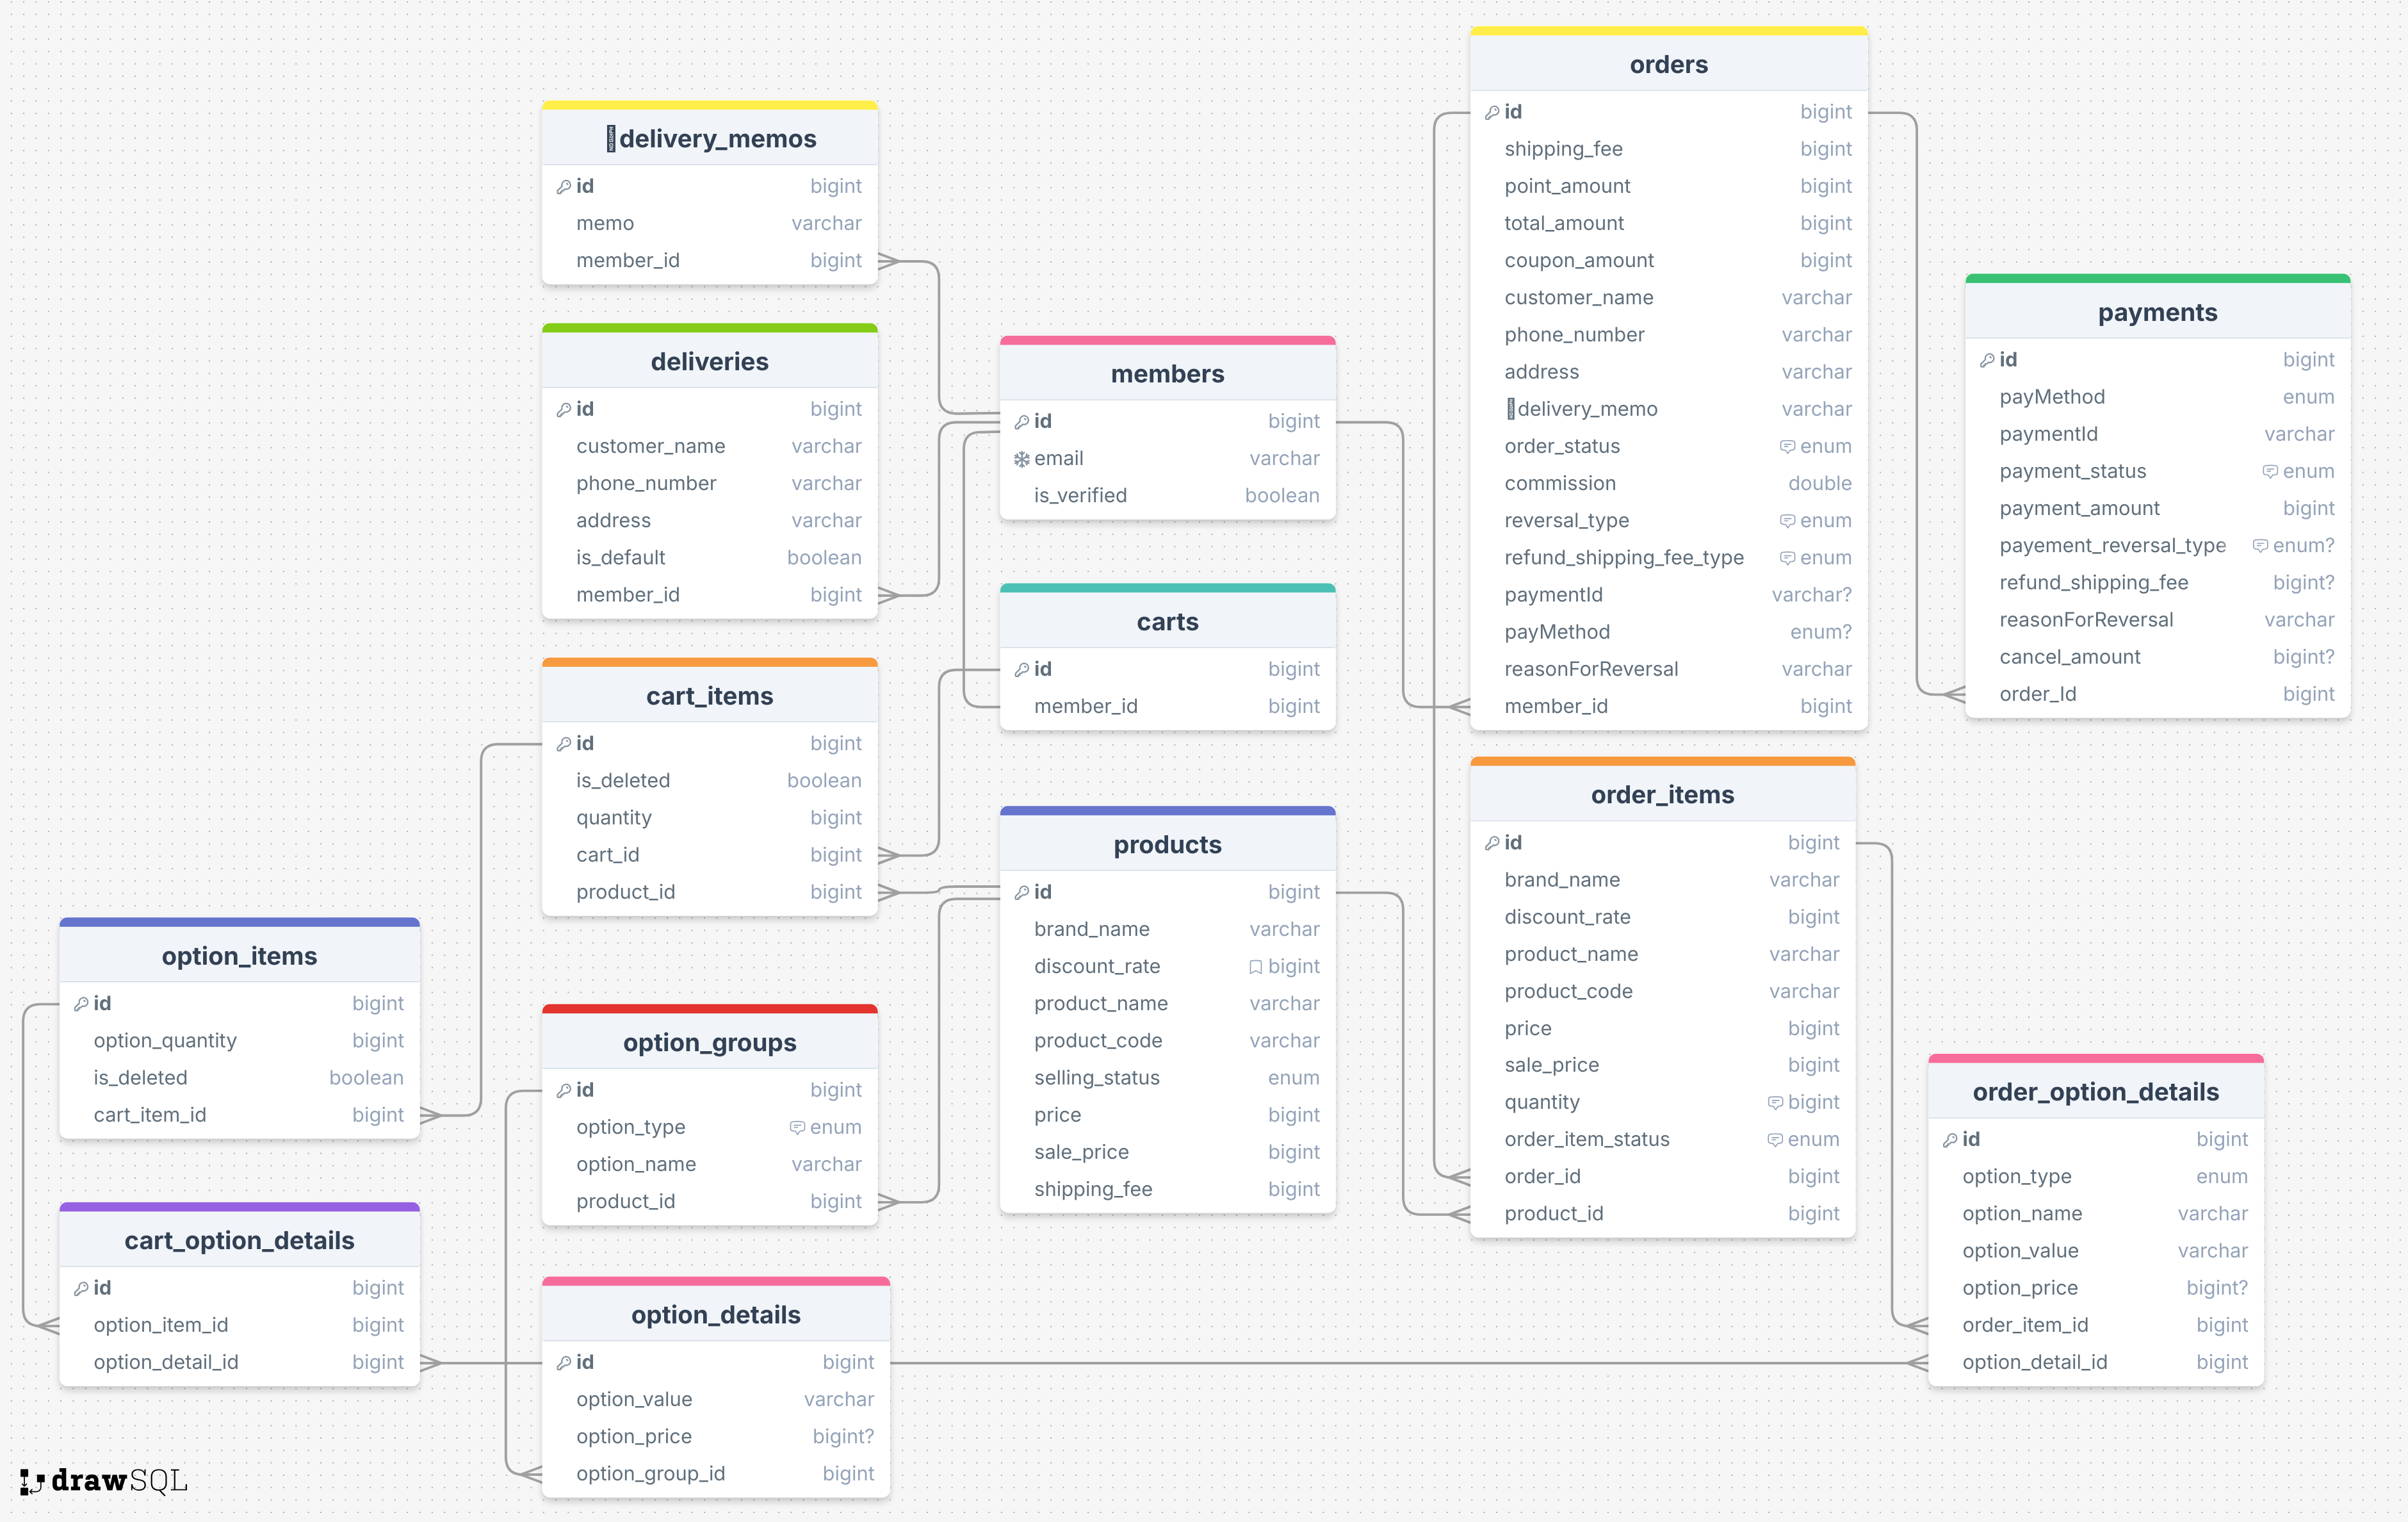 delivery_memos
id bigint
memo varchar
member_id bigint
deliveries
id bigint
customer_name varchar
phone_number varchar
address varchar
is_default boolean
member_id bigint
cart_items
id bigint
is_deleted boolean
quantity bigint
cart_id bigint
product_id bigint
option_items
id bigint
option_quantity bigint
is_deleted boolean
cart_item_id bigint
cart_option_details
id bigint
option_item_id bigint
option_detail_id bigint
option_groups
id bigint
option_type enum
option_name varchar
product_id bigint
option_details
id bigint
option_value varchar
option_price bigint?
option_group_id bigint
members
id bigint
email varchar
is_verified boolean
carts
id bigint
member_id bigint
products
id bigint
brand_name varchar
discount_rate bigint
product_name varchar
product_code varchar
selling_status enum
price bigint
sale_price bigint
shipping_fee bigint
orders
id bigint
shipping_fee bigint
point_amount bigint
total_amount bigint
coupon_amount bigint
customer_name varchar
phone_number varchar
address varchar
delivery_memo varchar
order_status enum
commission double
reversal_type enum
refund_shipping_fee_type enum
paymentId varchar?
payMethod enum?
reasonForReversal varchar
member_id bigint
order_items
id bigint
brand_name varchar
discount_rate bigint
product_name varchar
product_code varchar
price bigint
sale_price bigint
quantity bigint
order_item_status enum
order_id bigint
product_id bigint
payments
id bigint
payMethod enum
paymentId varchar
payment_status enum
payment_amount bigint
payement_reversal_type enum?
refund_shipping_fee bigint?
reasonForReversal varchar
cancel_amount bigint?
order_Id bigint
order_option_details
id bigint
option_type enum
option_name varchar
option_value varchar
option_price bigint?
order_item_id bigint
option_detail_id bigint
drawSQL